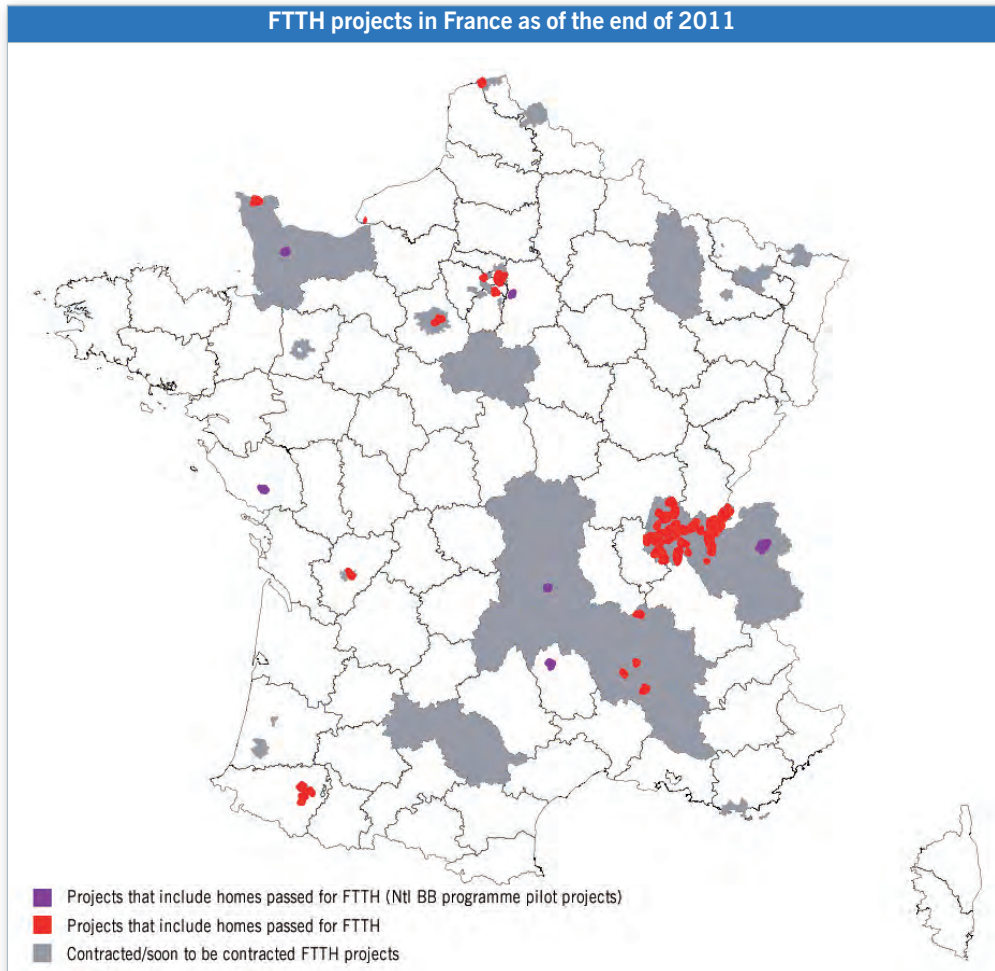 FTTH projects in France as of the end of 2011
Projects that include homes passed for FTTH (Ntl BB programme pilot projects)
Projects that include homes passed for FTTH
Contracted/soon to be contracted FTTH projects